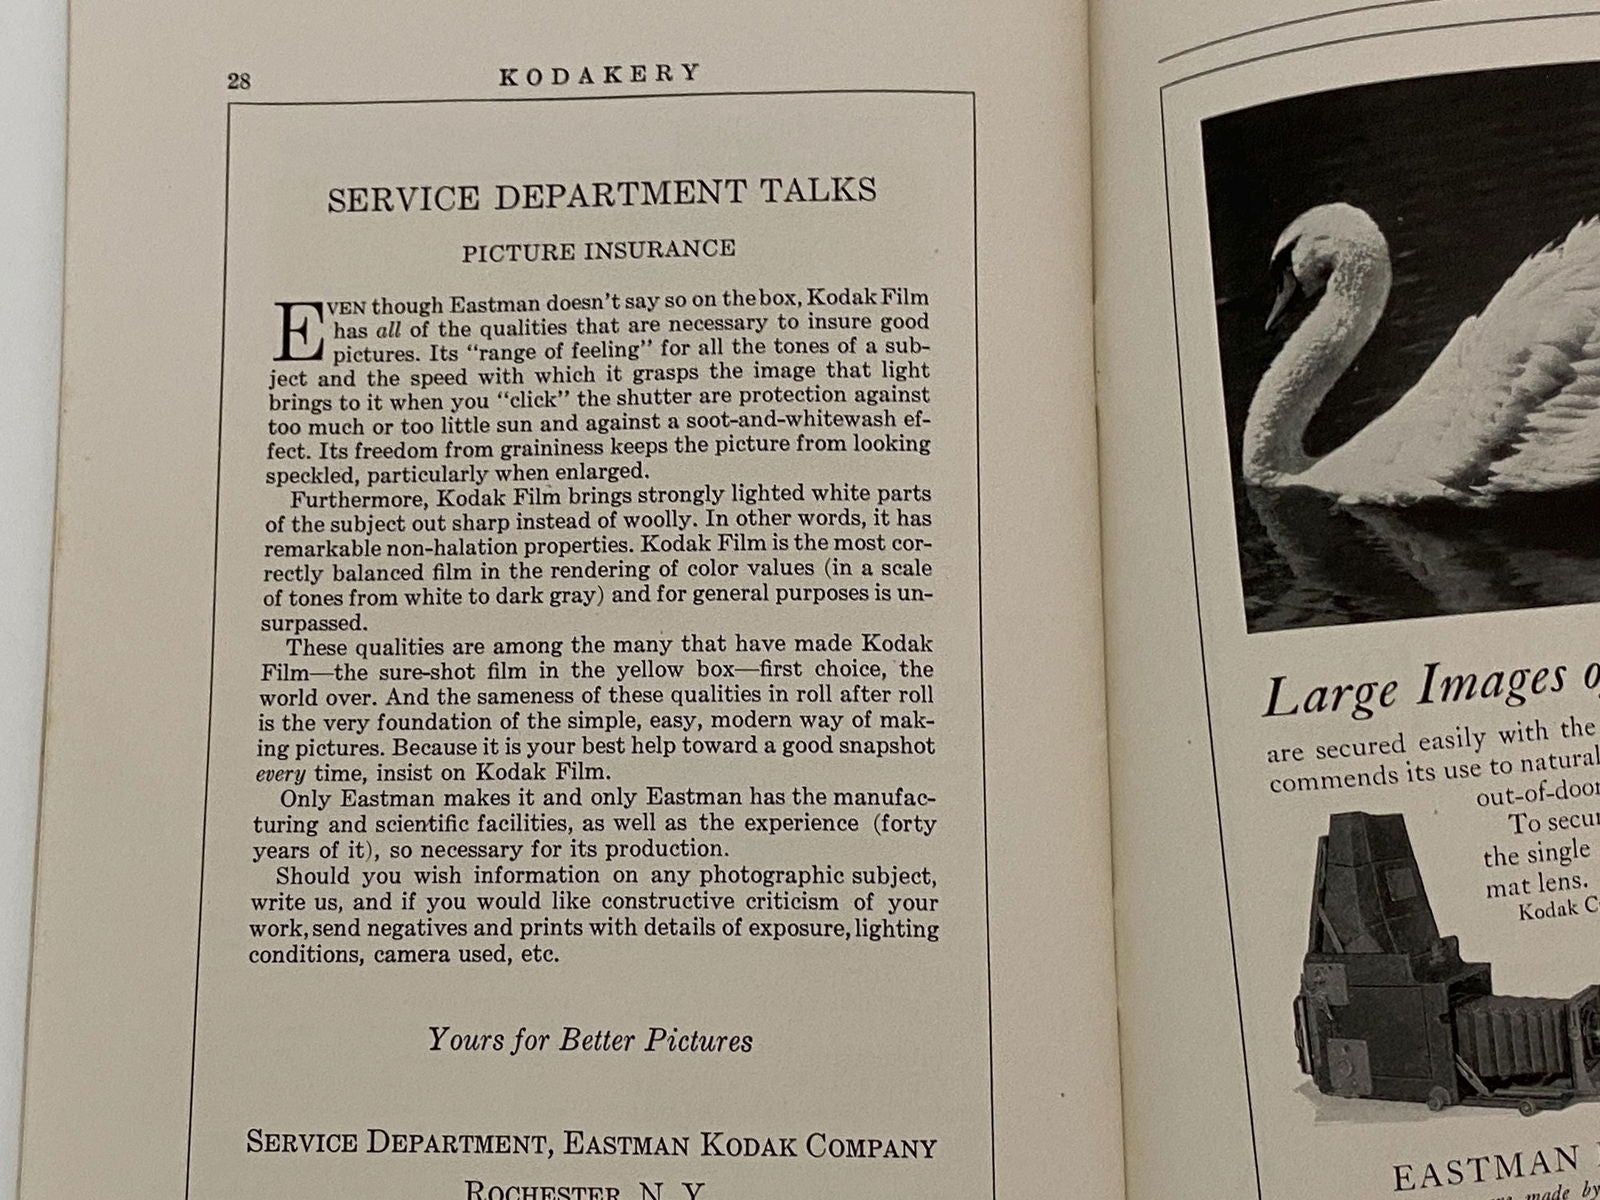 28
KODAKERY
SERVICE DEPARTMENT TALKS
PICTURE INSURANCE
EVEN though Eastman doesn't say so on the box, Kodak Film
has all of the qualities that are necessary to insure good
pictures. Its “range of feeling” for all the tones of a sub-
ject and the speed with which it grasps the image that light
brings to it when you “click” the shutter are protection against
too much or too little sun and against a soot-and-whitewash ef-
fect. Its freedom from graininess keeps the picture from looking
speckled, particularly when enlarged.
Furthermore, Kodak Film brings strongly lighted white parts
of the subject out sharp instead of woolly. In other words, it has
remarkable non-halation properties. Kodak Film is the most cor-
rectly balanced film in the rendering of color values (in a scale
of tones from white to dark gray) and for general purposes is un-
surpassed.
These qualities are among the many that have made Kodak
Film—the sure-shot film in the yellow box—first choice, the
world over. And the sameness of these qualities in roll after roll
is the very foundation of the simple, easy, modern way of mak-
ing pictures. Because it is your best help toward a good snapshot
every time, insist on Kodak Film.
Only Eastman makes it and only Eastman has the manufac-
turing and scientific facilities, as well as the experience (forty
years of it), so necessary for its production.
Should you wish information on any photographic subject,
write us, and if you would like constructive criticism of your
work, send negatives and prints with details of exposure, lighting
conditions, camera used, etc.
Yours for Better Pictures
SERVICE DEPARTMENT, EASTMAN KODAK COMPANY
ROCHESTER, N. Y.
Large Images
are secured easily with the
commends its use to natural
out-of-door
To secur
the single
mat lens.
Kodak
EASTMAN
made by